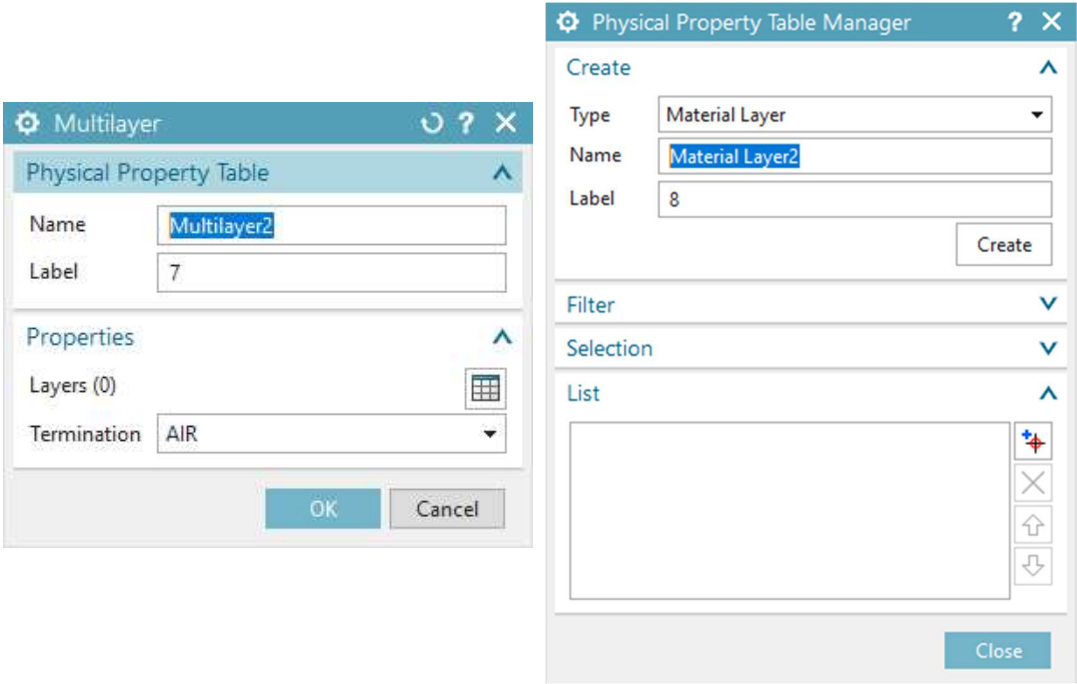 Multilayer
Physical Property Table
Name Multilayer2
Label 7
Properties
Layers (0)
Termination AIR
OK Cancel
Physical Property Table Manager
Create
Type Material Layer
Name Material Layer2
Label 8
Create
Filter
Selection
List
Close